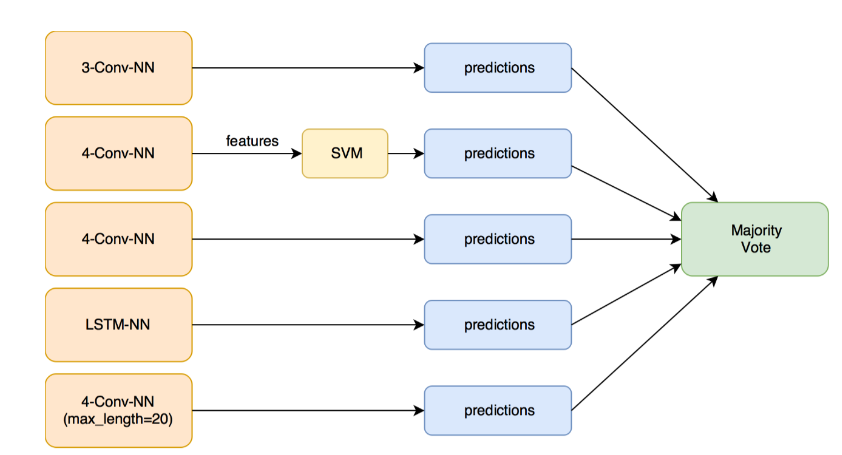 3-Conv-NN
predictions
4-Conv-NN
features
SVM
predictions
4-Conv-NN
predictions
Majority
Vote
LSTM-NN
predictions
4-Conv-NN
(max_length=20)
predictions